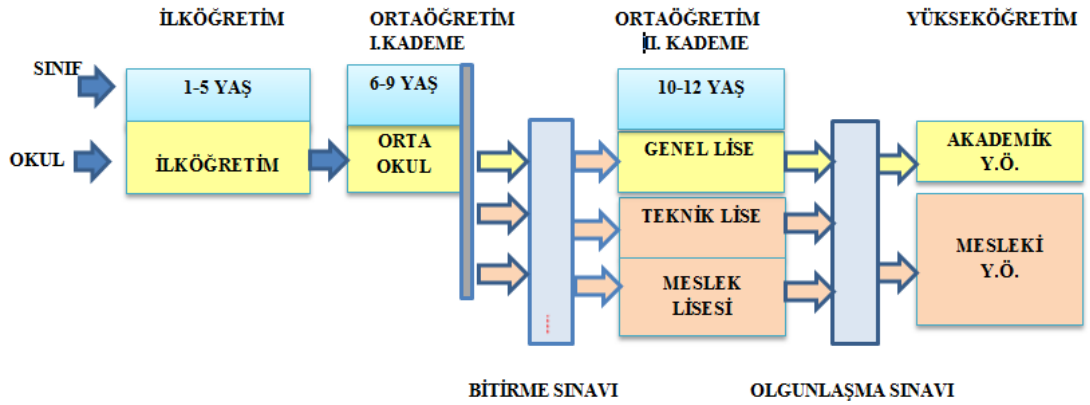 İLKÖĞRETİM
ORTAÖĞRETİM
I.KADEME
ORTAÖĞRETİM
II. KADEME
YÜKSEKÖĞRETİM
SINIF
1-5 YAŞ
6-9 YAŞ
10-12 YAŞ
OKUL
İLKÖĞRETİM
ORTA
OKUL
GENEL LİSE
AKADEMİK
Y.Ö.
TEKNİK LİSE
MESLEK
LİSESİ
MESLEKİ
Y.Ö.
BİTİRME SINAVI
OLGUNLAŞMA SINAVI